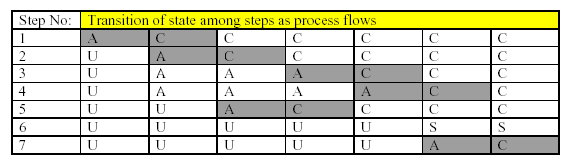 Step No: Transition of state among steps as process flows
1 A C C C C C C
2 U A C C C C C
3 U A A A C C C
4 U A A A A C C
5 U U A C C C C
6 U U U U U S S
7 U U U U U A C